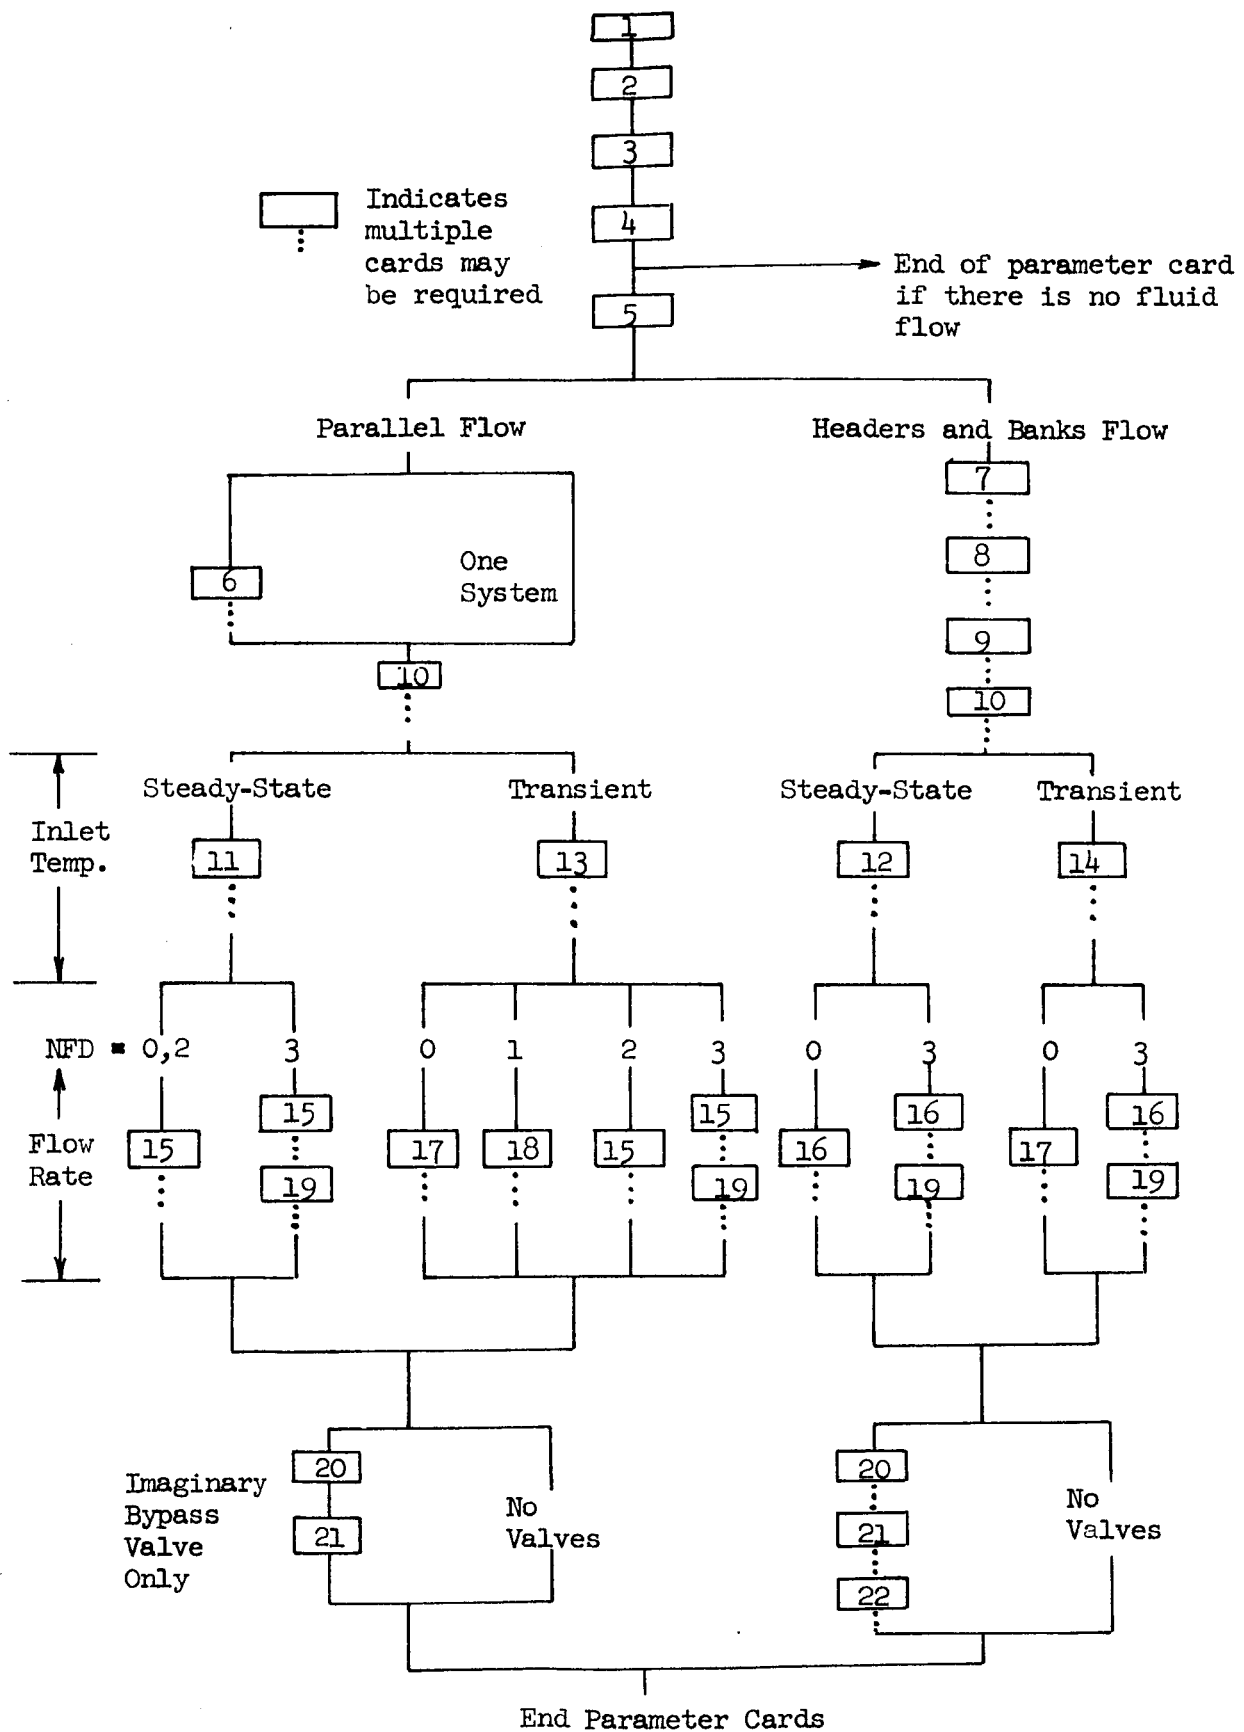 1
2
3
4
Indicates
multiple
cards may
be required
End of parameter card
if there is no fluid
flow
5
Parallel Flow
Headers and Banks Flow
7
8
One
System
6
9
10
10
Steady-State
Transient
Steady-State
Transient
Inlet
Temp.
11
13
12
14
NFD = 0,2
3
0
1
2
3
0
3
0
3
Flow
Rate
15
15
19
17
18
15
15
19
16
16
19
17
16
19
Imaginary
Bypass
Valve
Only
20
21
No
Valves
20
21
22
No
Valves
End Parameter Cards